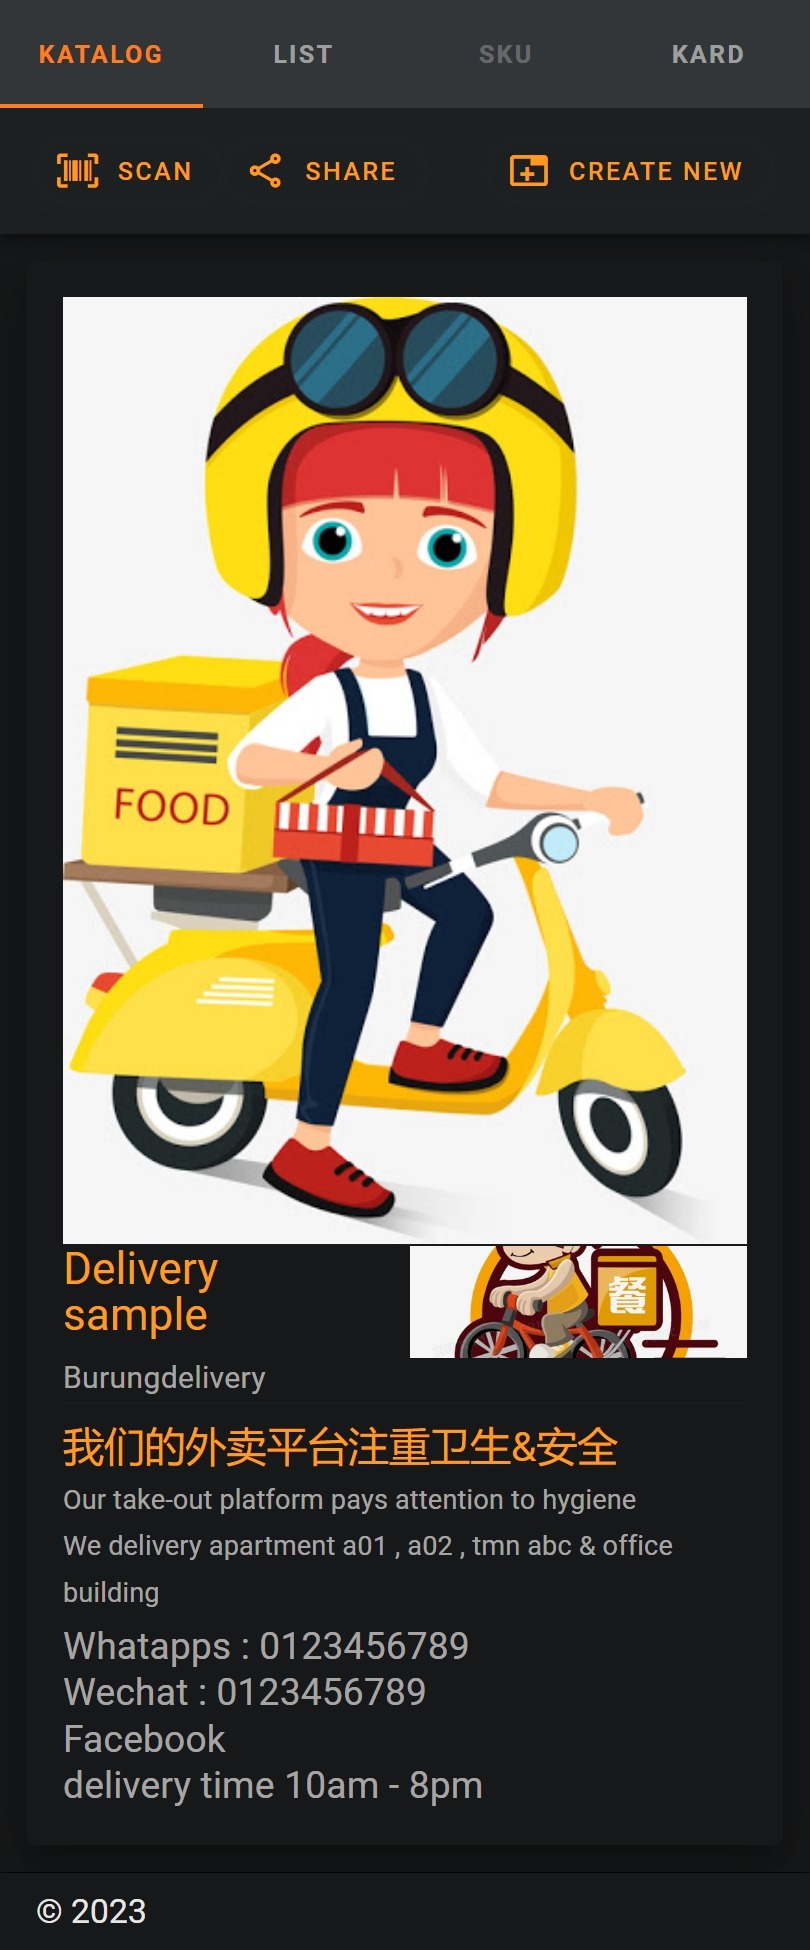 KATALOG LIST SKU KARD
SCAN SHARE CREATE NEW
FOOD
Delivery
sample
餐
Burungdelivery
我们的外卖平台注重卫生&安全
Our take-out platform pays attention to hygiene
We delivery apartment a01 , a02 , tmn abc & office
building
Whatapps : 0123456789
Wechat : 0123456789
Facebook
delivery time 10am - 8pm
© 2023